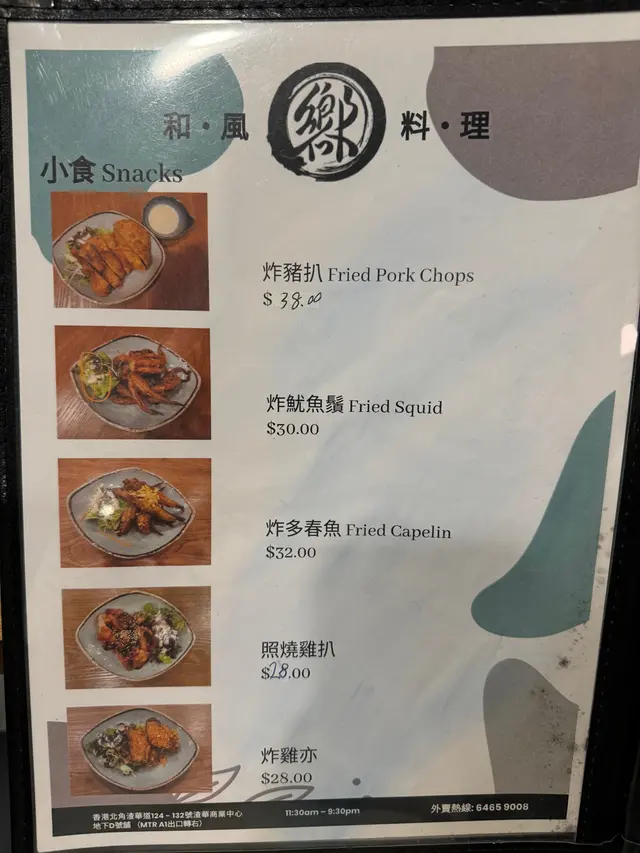 和·風 鄉 料·理
小食 Snacks
炸豬扒 Fried Pork Chops
$ 38.00
炸魷魚鬚 Fried Squid
$30.00
炸多春魚 Fried Capelin
$32.00
照燒雞扒
$28.00
炸雞亦
$28.00
香港北角渣華道124 - 132號渣華商業中心
地下D號舖 （MTR A1出口轉右）
11:30am – 9:30pm
外賣熱線: 6465 9008